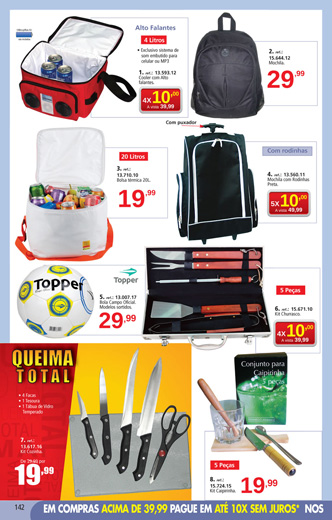 Alto Falantes
4 Litros
• Exclusivo sistema de
som embutido para
celular ou MP3
1. ref.: 13.593.12
Cooler com Alto
falantes.
4X 10,00
A vista 39,99
2. ref.:
15.644.12
Mochila.
29,99
Com puxador
20 Litros
3. ref.:
13.710.10
Bolsa térmica 20L.
19,99
Com rodinhas
4. ref.: 13.560.11
Mochila com Rodinhas
Preta.
5X 10,00
A vista 49,99
Topper
Topper
5. ref.: 13.007.17
Bola Campo Oficial.
Modelos sortidos.
29,99
5 Peças
6. ref.: 15.671.10
Kit Churrasco.
4X 10,00
A vista 39,99
QUEIMA
TOTAL
• 4 Facas
• 1 Tesoura
• 1 Tábua de Vidro
Temperado
7. ref.:
13.617.16
Kit Cozinha
De 29,99 por
19,99
Conjunto para
Caipirinha
peças
5 Peças
8. ref.:
15.724.15
Kit Caipirinha.
19,99
142
EM COMPRAS ACIMA DE 39,99 PAGUE EM ATÉ 10X SEM JUROS* NOS